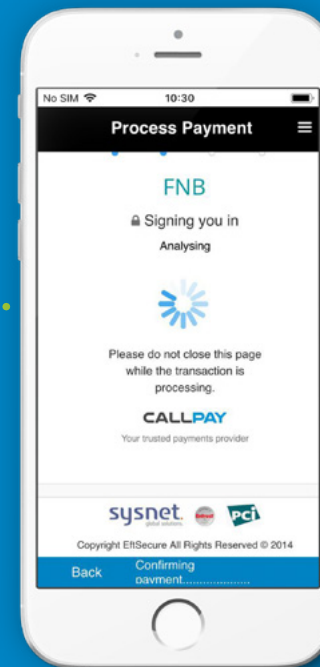 No SIM 10:30
Process Payment
FNB
Signing you in
Analysing
Please do not close this page
while the transaction is
processing.
CALLPAY
Your trusted payments provider
sysnet.
global solutions
PCI
Copyright EftSecure All Rights Reserved © 2014
Back
Confirming
payment....................